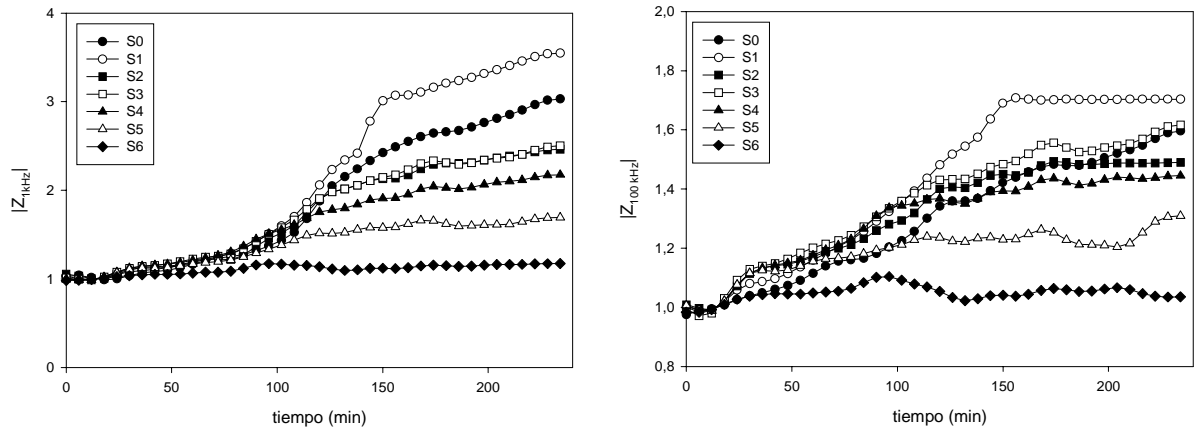 |Z1kHz|
4
3
2
1
0
S0
S1
S2
S3
S4
S5
S6
0
50
100
150
200
tiempo (min)
|Z100 kHz|
2,0
1,8
1,6
1,4
1,2
1,0
0,8
S0
S1
S2
S3
S4
S5
S6
0
50
100
150
200
tiempo (min)